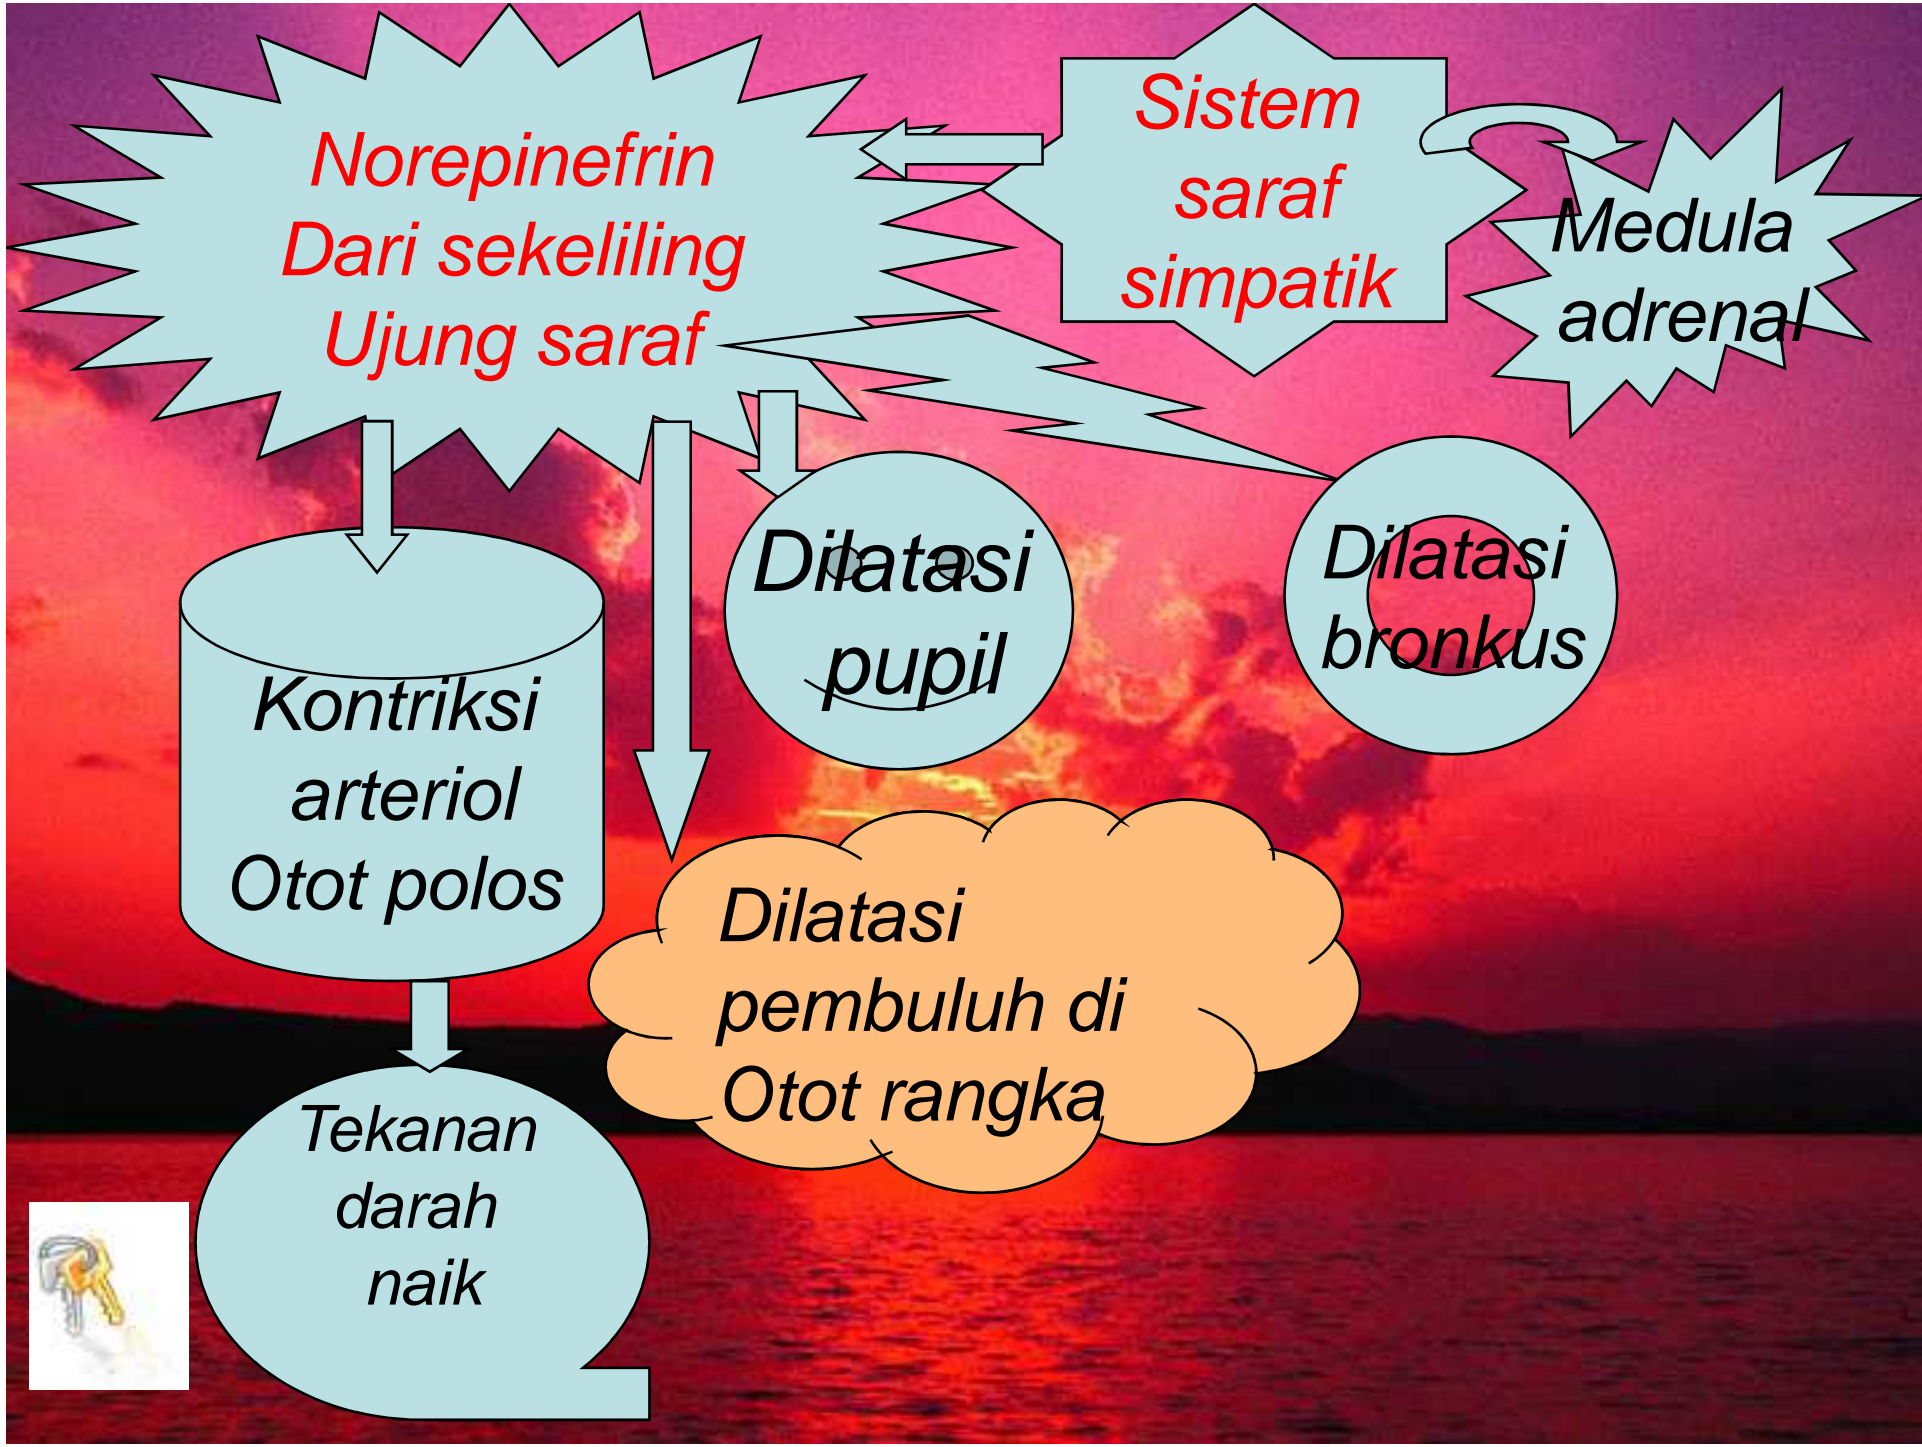 Norepinefrin
Dari sekeliling
Ujung saraf
Sistem
saraf
simpatik
Medula
adrenal
Dilatasi
pupil
Dilatasi
bronkus
Kontriksi
arteriol
Otot polos
Dilatasi
pembuluh di
Otot rangka
Tekanan
darah
naik